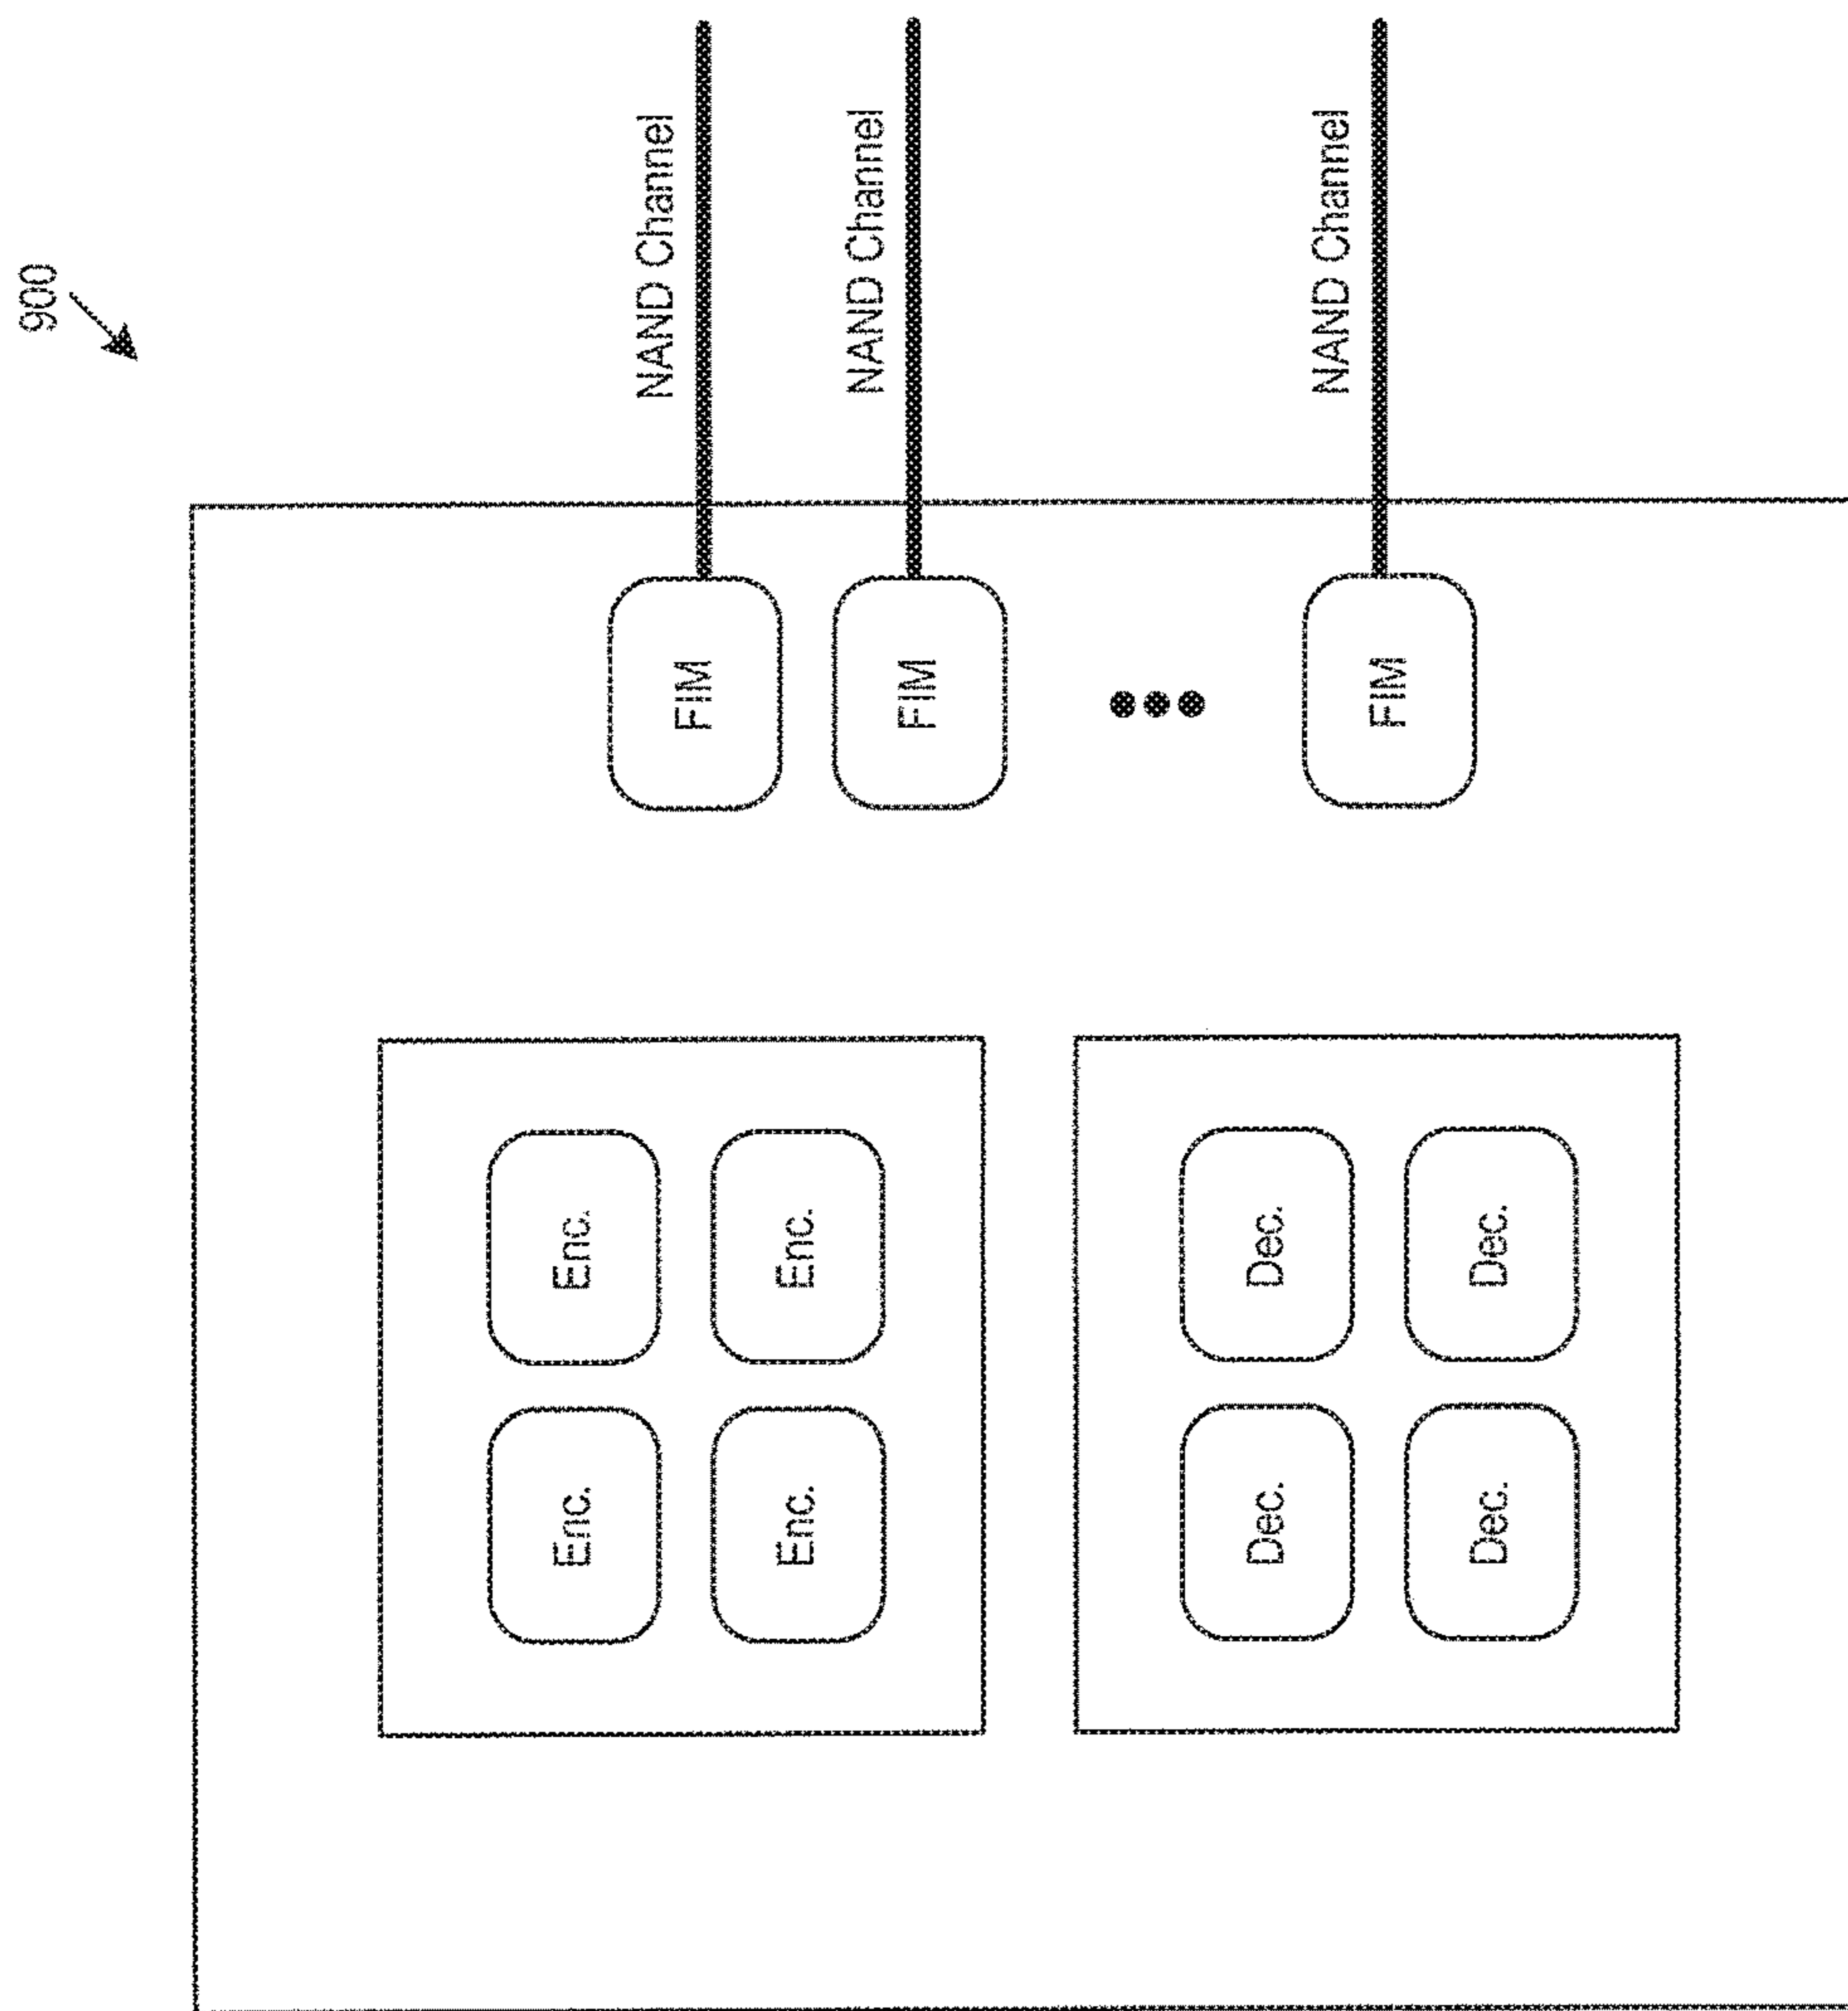 900
Enc.
Enc.
NAND Channel
FIM
Enc.
Enc.
NAND Channel
FIM
Dec.
Dec.
NAND Channel
FIM
Dec.
Dec.